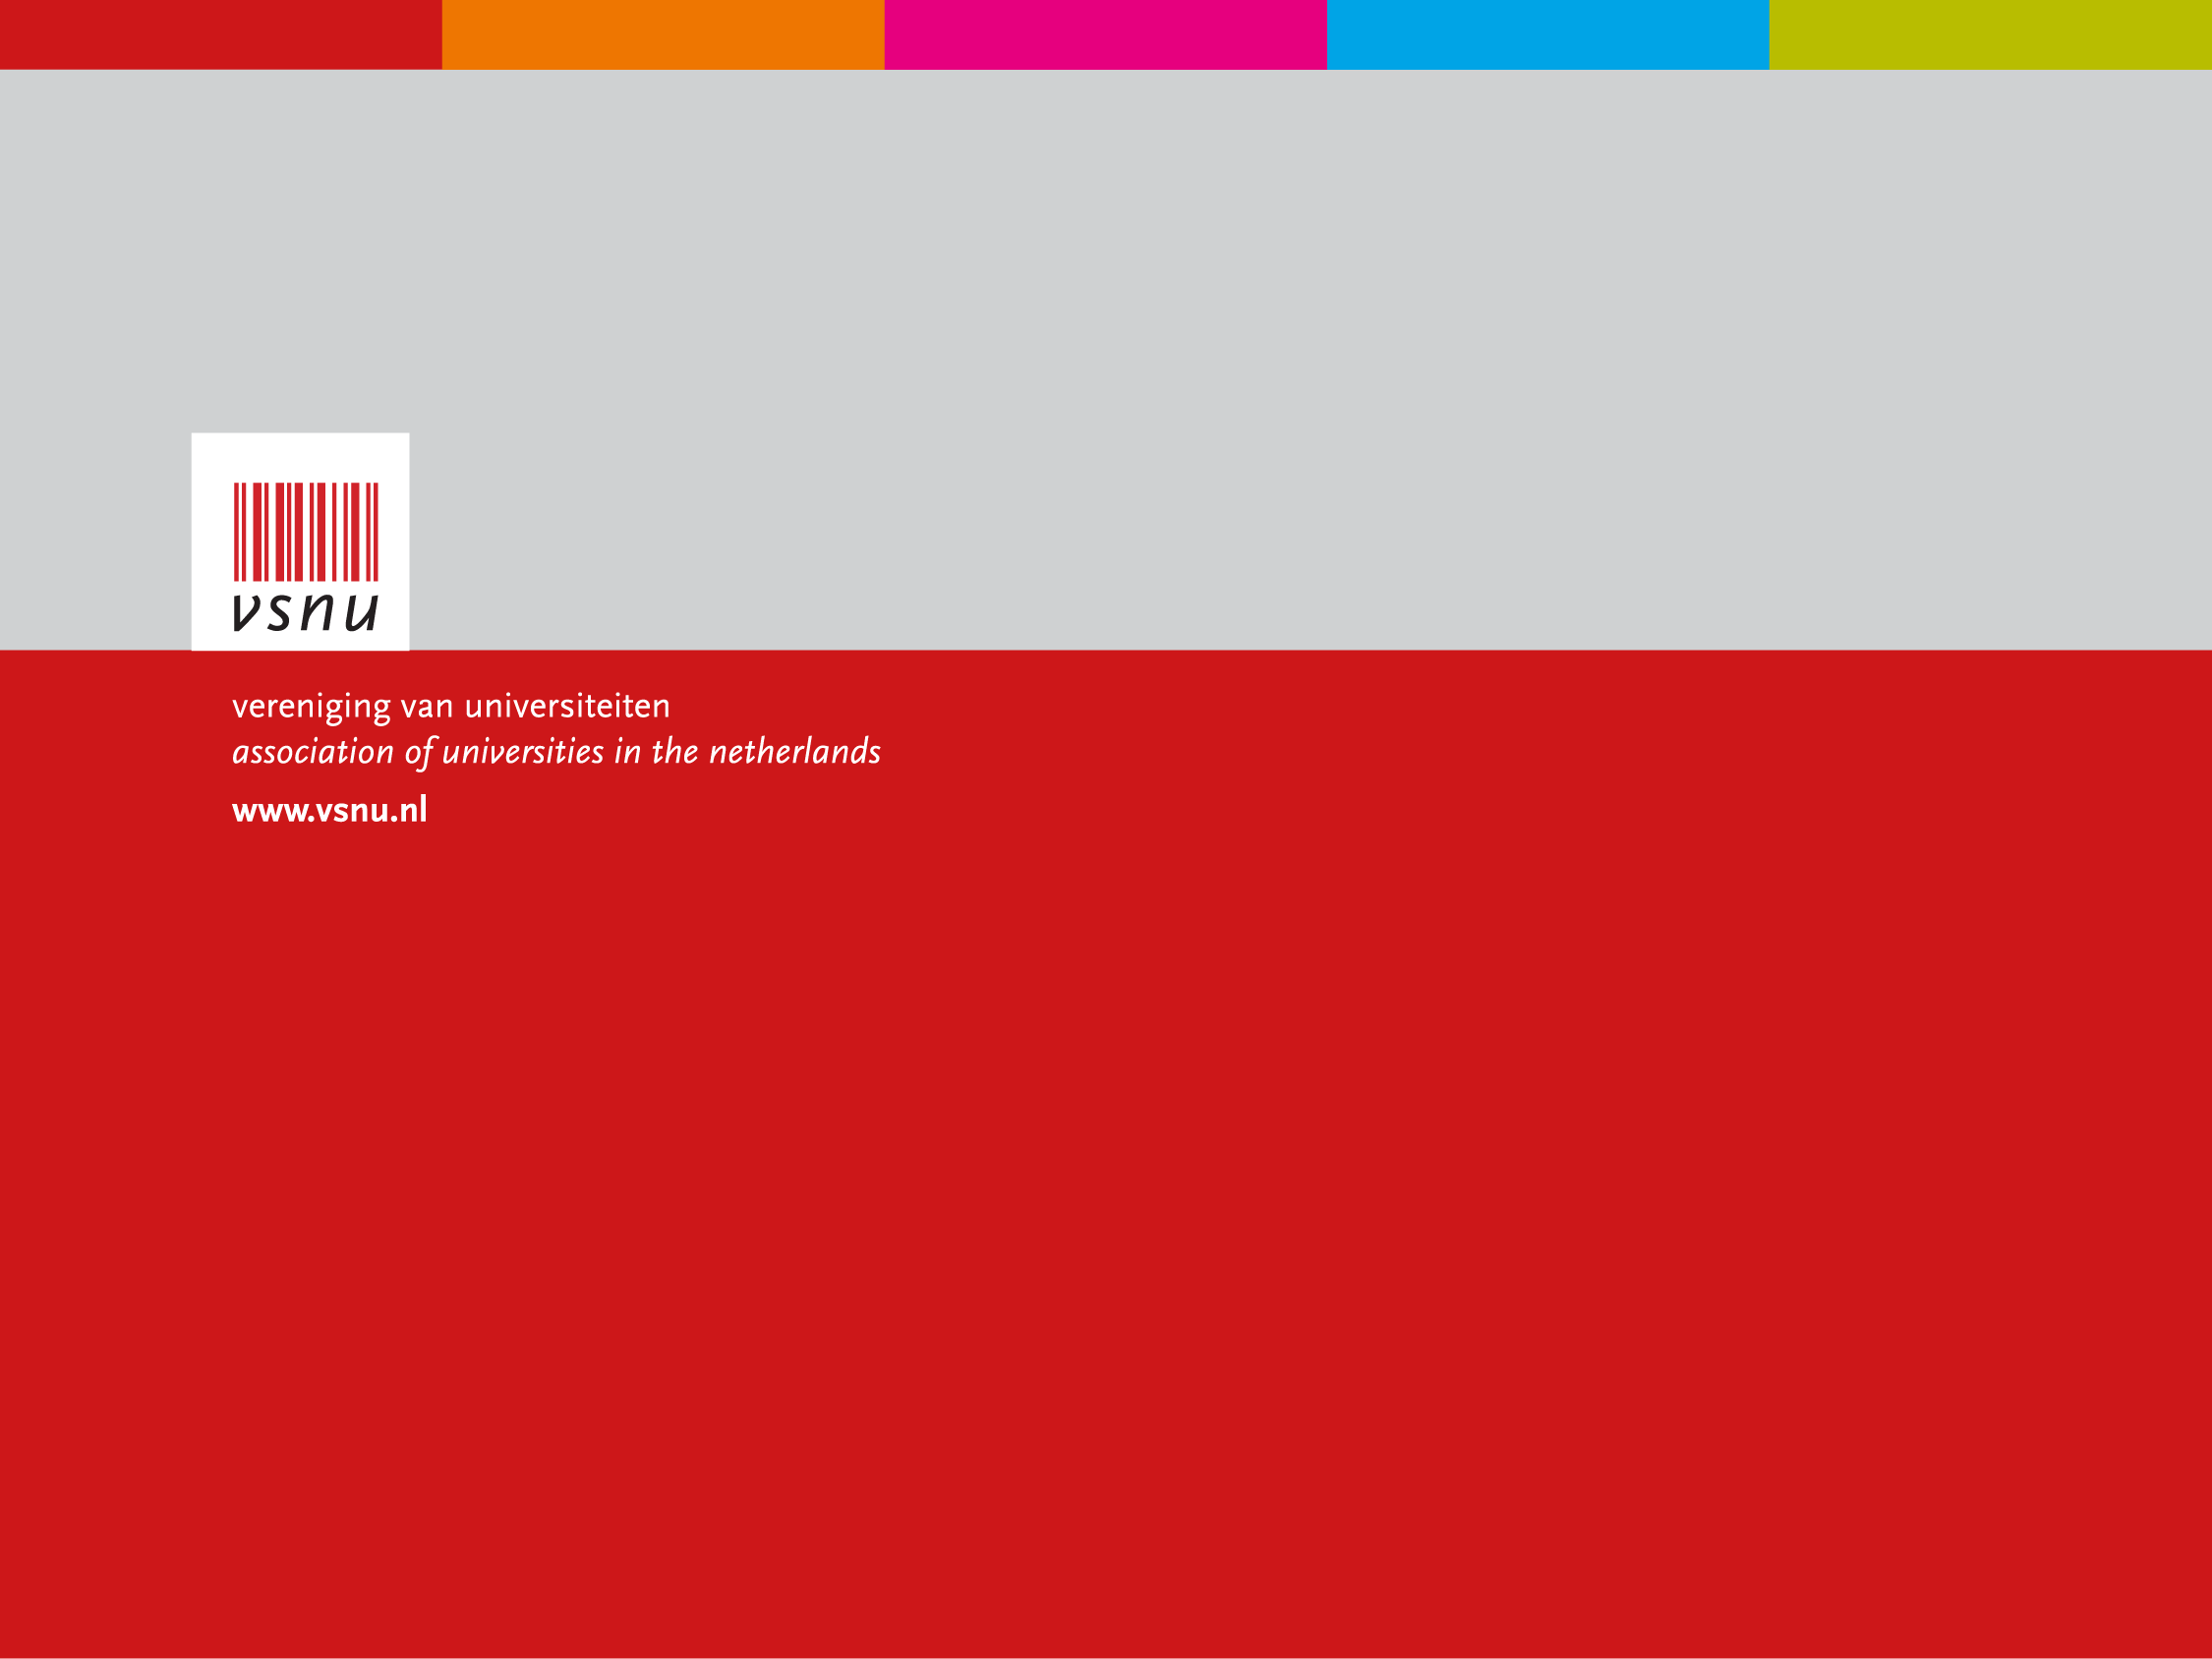 vsnu
vereniging van universiteiten
association of universities in the netherlands
www.vsnu.nl